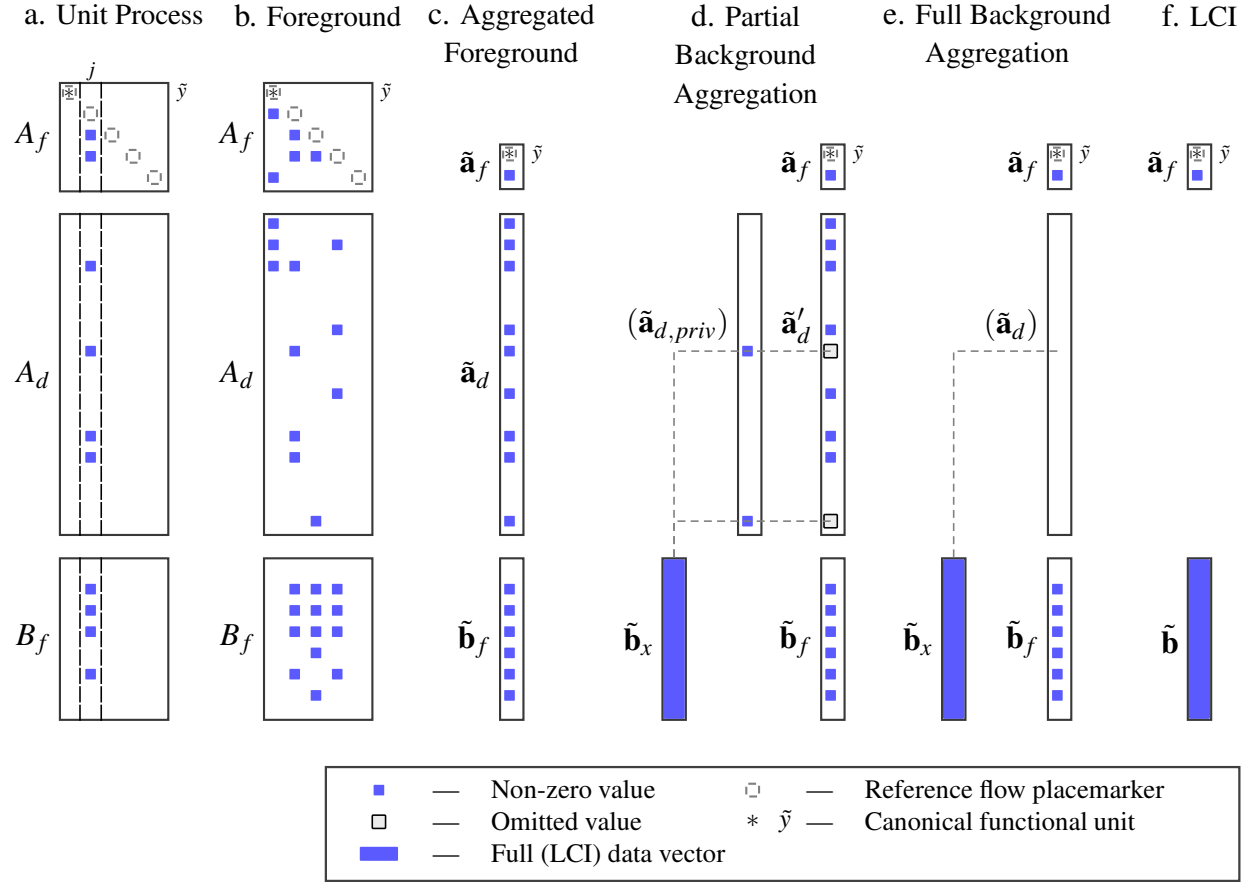 a. Unit Process
b. Foreground
c. Aggregated
Foreground
d. Partial
Background
Aggregation
e. Full Background
Aggregation
f. LCI
j
* ỹ
* ỹ
A_f
A_f
* ỹ
ã_f
* ỹ
ã_f
* ỹ
ã_f
* ỹ
ã_f
A_d
A_d
ã_d
(ã_{d,priv})
ã′_d
(ã_d)
B_f
B_f
b̃_f
b̃_x
b̃_f
b̃_x
b̃_f
b̃
— Non-zero value
— Reference flow placemarker
— Omitted value
* ỹ — Canonical functional unit
— Full (LCI) data vector